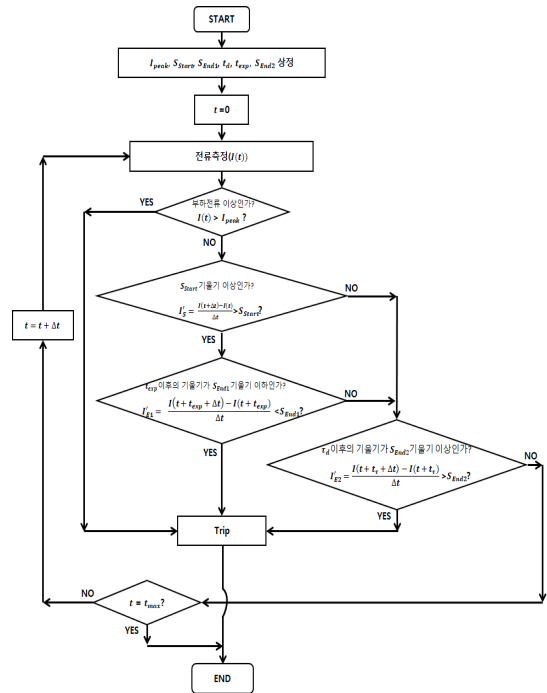 START
I_peak, S_Start, S_End1, t_d, t_exp, S_End2 상정
t = 0
전류측정(I(t))
YES
부하전류 이상인가?
I(t) > I_peak ?
NO
S_Start 기울기 이상인가?
I'_S = (I(t+Δt)−I(t))/Δt > S_Start?
NO
YES
t = t + Δt
t_exp 이후의 기울기가 S_End1 기울기 이하인가?
I'_E1 = (I(t + t_exp + Δt) − I(t + t_exp))/Δt < S_End1?
NO
YES
τ_d 이후의 기울기가 S_End2 기울기 이상인가?
I'_E2 = (I(t + t_τ + Δt) − I(t + t_τ))/Δt > S_End2?
NO
YES
Trip
NO
t = t_max?
YES
END